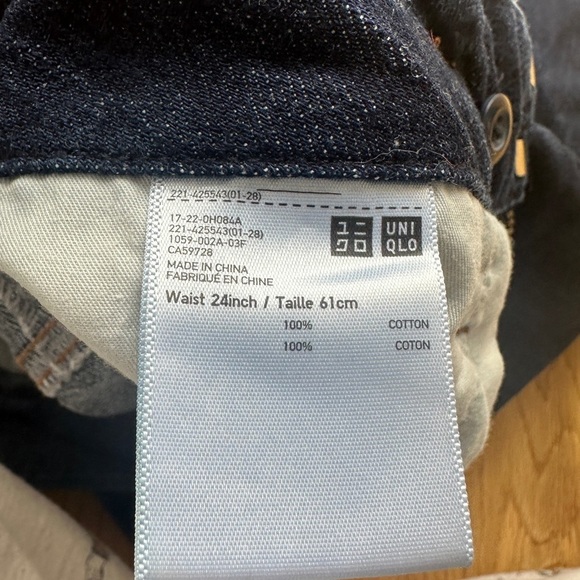 221-425543(01-28)
17-22-0H084A
221-425543(01-28)
1059-002A-03F
CA59728
MADE IN CHINA
FABRIQUÉ EN CHINE
ユニ
クロ
UNI
QLO
Waist 24inch / Taille 61cm
100% COTTON
100% COTON